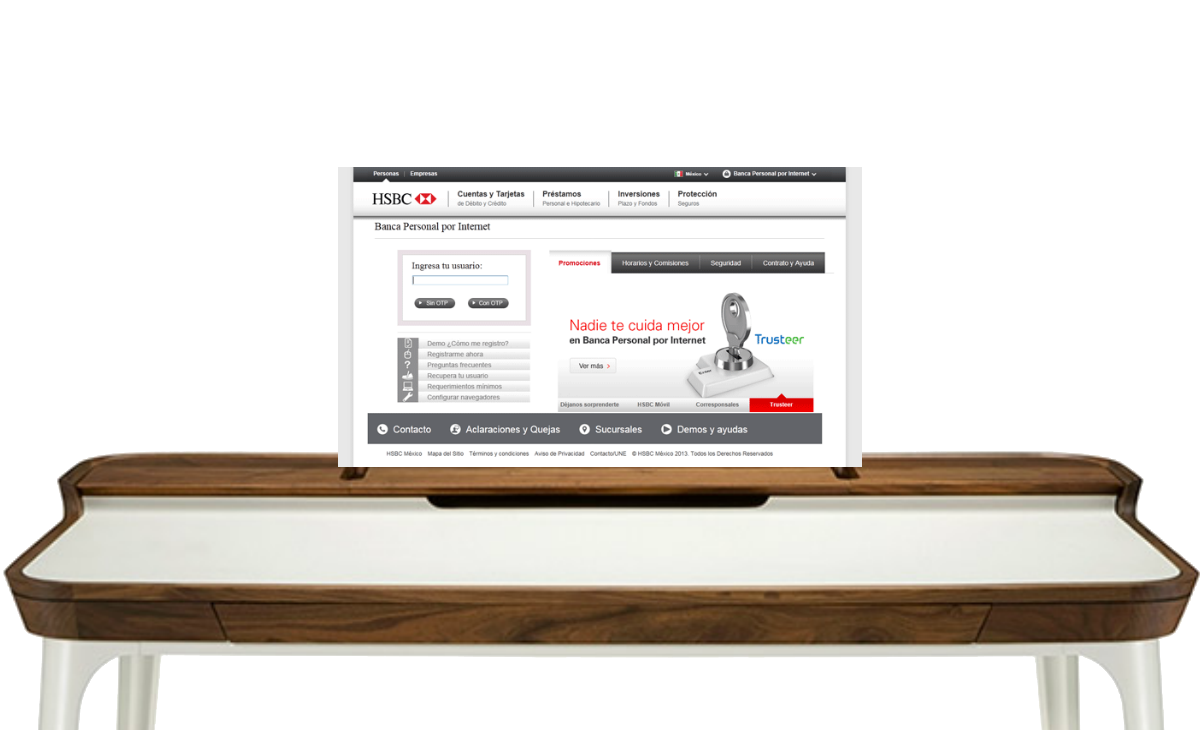 Personas | Empresas
México
Banca Personal por Internet
HSBC
Cuentas y Tarjetas
de Débito y Crédito
Préstamos
Personal e Hipotecario
Inversiones
Plazo y Fondos
Protección
Seguros
Banca Personal por Internet
Ingresa tu usuario:
Sin OTP
Con OTP
Demo ¿Cómo me registro?
Registrarme ahora
Preguntas frecuentes
Recupera tu usuario
Requerimientos mínimos
Configurar navegadores
Promociones
Horarios y Comisiones
Seguridad
Contrato y Ayuda
Nadie te cuida mejor
en Banca Personal por Internet
Ver más >
Trusteer
Déjanos sorprenderte
HSBC Móvil
Corresponsales
Trusteer
Contacto
Aclaraciones y Quejas
Sucursales
Demos y ayudas
HSBC México Mapa del Sitio Términos y condiciones Aviso de Privacidad Contacto/UNE © HSBC México 2013. Todos los Derechos Reservados